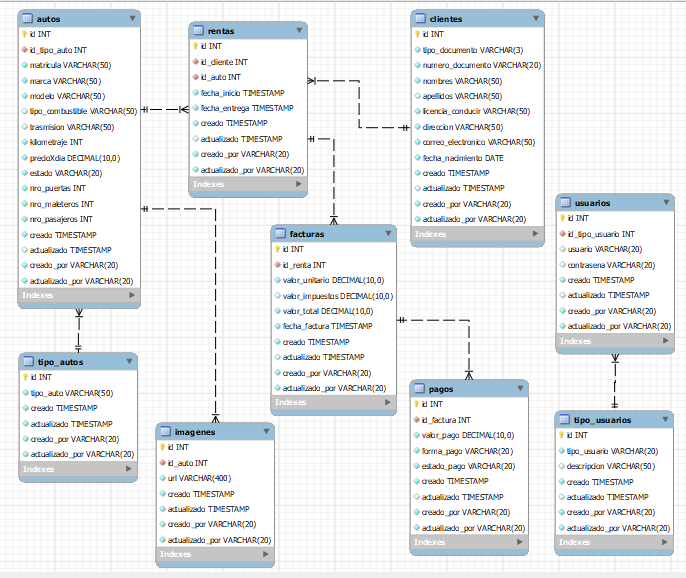 autos
id INT
id_tipo_auto INT
matricula VARCHAR(50)
marca VARCHAR(50)
modelo VARCHAR(50)
tipo_combustible VARCHAR(50)
trasmision VARCHAR(50)
kilometraje INT
precioXdia DECIMAL(10,0)
estado VARCHAR(20)
nro_puertas INT
nro_maleteros INT
nro_pasajeros INT
creado TIMESTAMP
actualizado TIMESTAMP
creado_por VARCHAR(20)
actualizado_por VARCHAR(20)
Indexes
rentas
id INT
id_cliente INT
id_auto INT
fecha_inicio TIMESTAMP
fecha_entrega TIMESTAMP
creado TIMESTAMP
actualizado TIMESTAMP
creado_por VARCHAR(20)
actualizado_por VARCHAR(20)
Indexes
clientes
id INT
tipo_documento VARCHAR(3)
numero_documento VARCHAR(20)
nombres VARCHAR(50)
apellidos VARCHAR(50)
licencia_conducir VARCHAR(50)
direccion VARCHAR(50)
correo_electronico VARCHAR(50)
fecha_nacimiento DATE
creado TIMESTAMP
actualizado TIMESTAMP
creado_por VARCHAR(20)
actualizado_por VARCHAR(20)
Indexes
usuarios
id INT
id_tipo_usuario INT
usuario VARCHAR(20)
contrasena VARCHAR(20)
creado TIMESTAMP
actualizado TIMESTAMP
creado_por VARCHAR(20)
actualizado_por VARCHAR(20)
Indexes
facturas
id INT
id_renta INT
valor_unitario DECIMAL(10,0)
valor_impuestos DECIMAL(10,0)
valor_total DECIMAL(10,0)
fecha_factura TIMESTAMP
creado TIMESTAMP
actualizado TIMESTAMP
creado_por VARCHAR(20)
actualizado_por VARCHAR(20)
Indexes
tipo_autos
id INT
tipo_auto VARCHAR(50)
creado TIMESTAMP
actualizado TIMESTAMP
creado_por VARCHAR(20)
actualizado_por VARCHAR(20)
Indexes
imagenes
id INT
id_auto INT
url VARCHAR(400)
creado TIMESTAMP
actualizado TIMESTAMP
creado_por VARCHAR(20)
actualizado_por VARCHAR(20)
Indexes
pagos
id INT
id_factura INT
valor_pago DECIMAL(10,0)
forma_pago VARCHAR(20)
estado_pago VARCHAR(20)
creado TIMESTAMP
actualizado TIMESTAMP
creado_por VARCHAR(20)
actualizado_por VARCHAR(20)
Indexes
tipo_usuarios
id INT
tipo_usuario VARCHAR(20)
descripcion VARCHAR(50)
creado TIMESTAMP
actualizado TIMESTAMP
creado_por VARCHAR(20)
actualizado_por VARCHAR(20)
Indexes